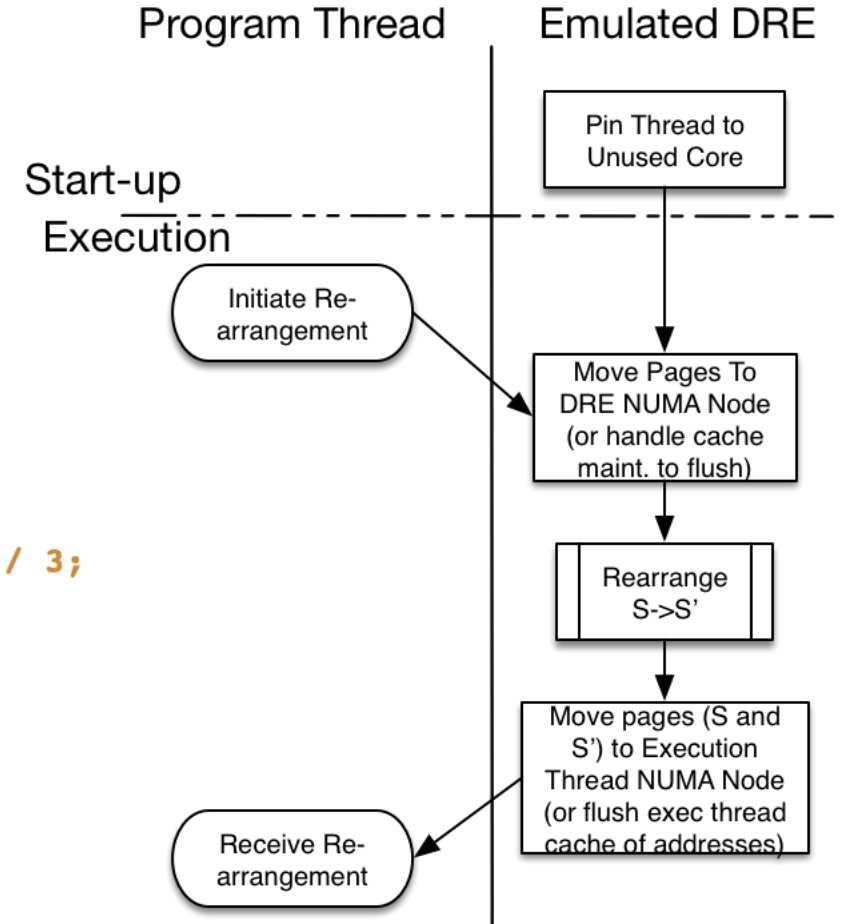 Program Thread
Emulated DRE
Pin Thread to
Unused Core
Start-up
Execution
Initiate Re-
arrangement
Move Pages To
DRE NUMA Node
(or handle cache
maint. to flush)
/ 3;
Rearrange
S->S’
Move pages (S and
S’) to Execution
Thread NUMA Node
(or flush exec thread
cache of addresses)
Receive Re-
arrangement